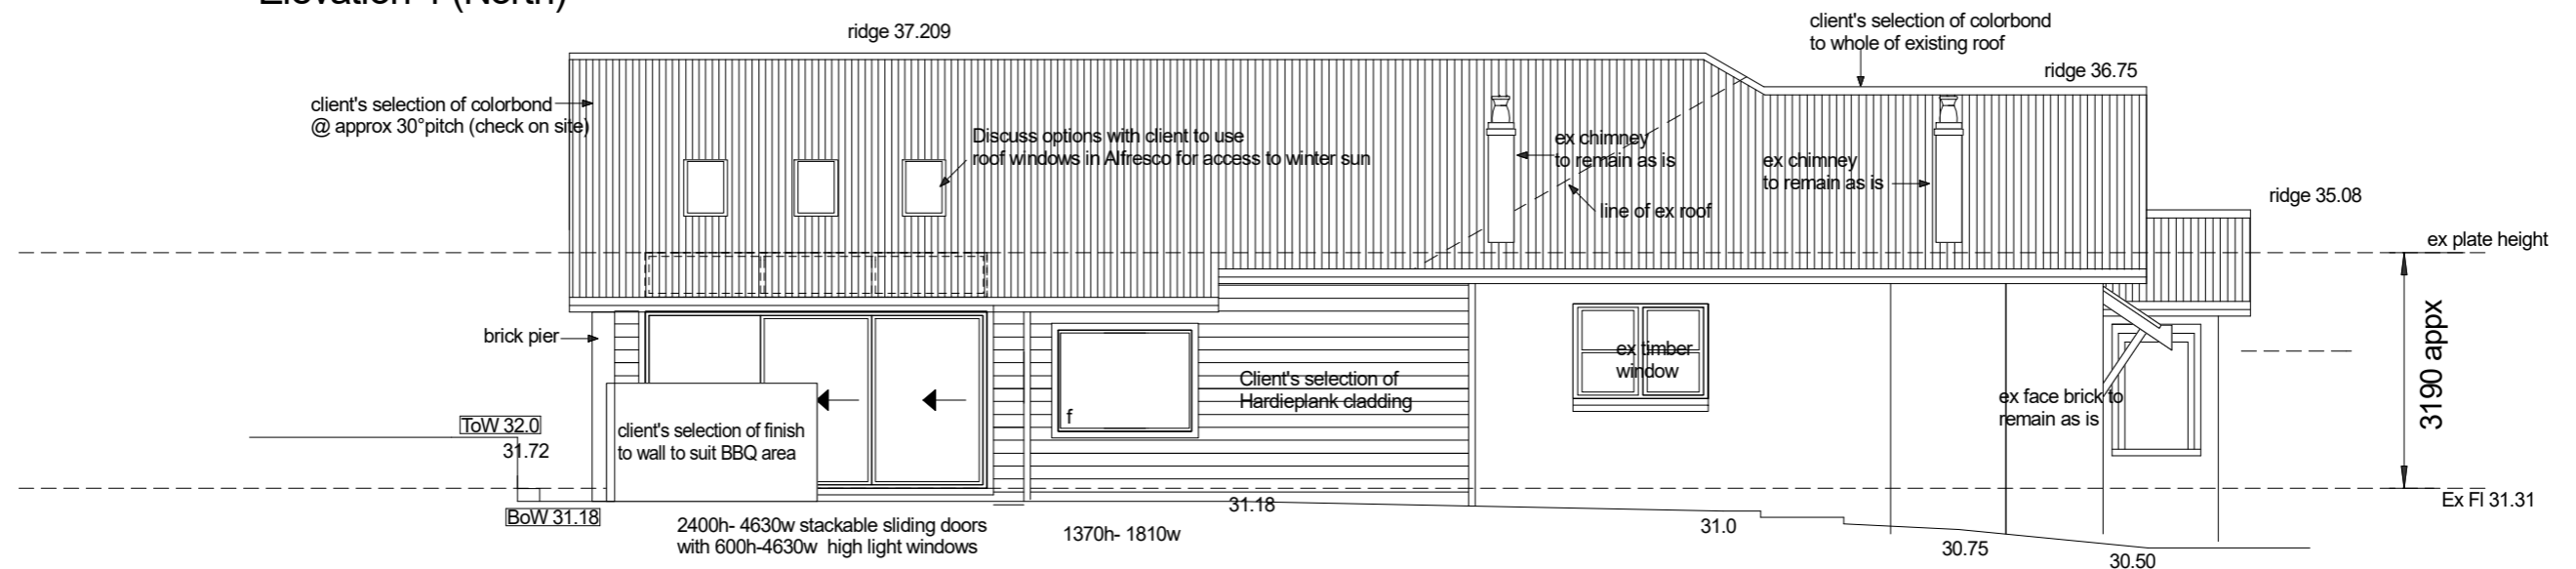 Elevation 4 (North)
ridge 37.209
client's selection of colorbond
to whole of existing roof
ridge 36.75
client's selection of colorbond
@ approx 30°pitch (check on site)
Discuss options with client to use
roof windows in Alfresco for access to winter sun
ex chimney
to remain as is
ex chimney
to remain as is
line of ex roof
ridge 35.08
ex plate height
brick pier
ex timber
window
Client's selection of
Hardieplank cladding
f
ex face brick to
remain as is
3190 appx
ToW 32.0
31.72
client's selection of finish
to wall to suit BBQ area
BoW 31.18
31.18
Ex Fl 31.31
2400h- 4630w stackable sliding doors
with 600h-4630w high light windows
1370h- 1810w
31.0
30.75
30.50